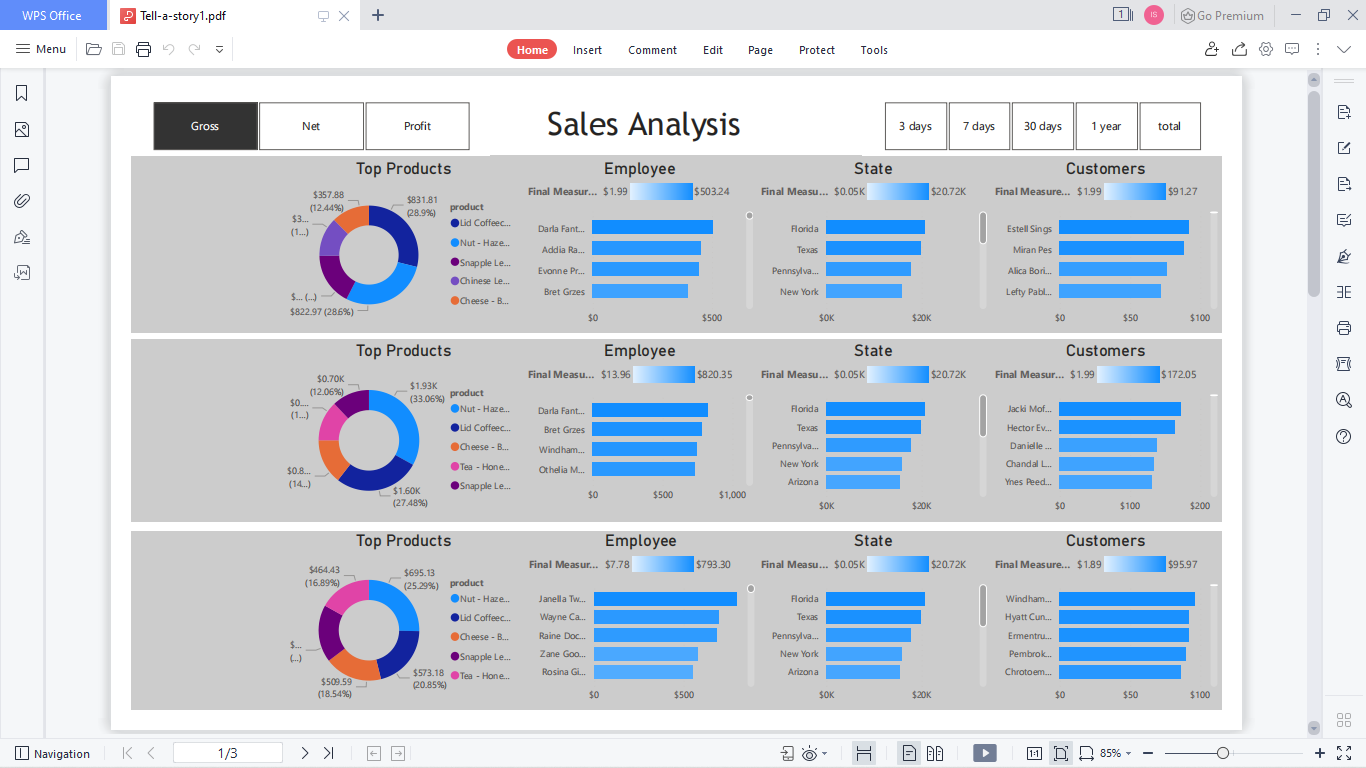 WPS Office
Tell-a-story1.pdf
1
IS
Go Premium
Menu
Home Insert Comment Edit Page Protect Tools
Gross Net Profit
Sales Analysis
3 days 7 days 30 days 1 year total
Top Products
$357.88
(12.44%)
$831.81
(28.9%)
$3...
(1...)
$... (...)
$822.97 (28.6%)
product
Lid Coffeec...
Nut - Haze...
Snapple Le...
Chinese Le...
Cheese - B...
Employee
Final Measur... $1.99 $503.24
Darla Fant...
Addia Ra...
Evonne Pr...
Bret Grzes
$0 $500
State
Final Measu... $0.05K $20.72K
Florida
Texas
Pennsylva...
New York
$0K $20K
Customers
Final Measure... $1.99 $91.27
Estell Sings
Miran Pes
Alica Bori...
Lefty Pabl...
$0 $50 $100
Top Products
$0.70K
(12.06%)
$1.93K
(33.06%)
$0....
(1...)
$0.8...
(14...)
$1.60K
(27.48%)
product
Nut - Haze...
Lid Coffeec...
Cheese - B...
Tea - Hone...
Snapple Le...
Employee
Final Measu... $13.96 $820.35
Darla Fant...
Bret Grzes
Windham...
Othelia M...
$0 $500 $1,000
State
Final Measu... $0.05K $20.72K
Florida
Texas
Pennsylva...
New York
Arizona
$0K $20K
Customers
Final Measur... $1.99 $172.05
Jacki Mof...
Hector Ev...
Danielle ...
Chandal L...
Ynes Peed...
$0 $100 $200
Top Products
$464.43
(16.89%)
$695.13
(25.29%)
$...
(...)
$509.59
(18.54%)
$573.18
(20.85%)
product
Nut - Haze...
Lid Coffeec...
Cheese - B...
Snapple Le...
Tea - Hone...
Employee
Final Measur... $7.78 $793.30
Janella Tw...
Wayne Ca...
Raine Doc...
Zane Goo...
Rosina Gi...
$0 $500
State
Final Measu... $0.05K $20.72K
Florida
Texas
Pennsylva...
New York
Arizona
$0K $20K
Customers
Final Measure... $1.89 $95.97
Windham...
Hyatt Cun...
Ermentru...
Pembrok...
Chrotoem...
$0 $50 $100
Navigation
1/3
1:1
85%